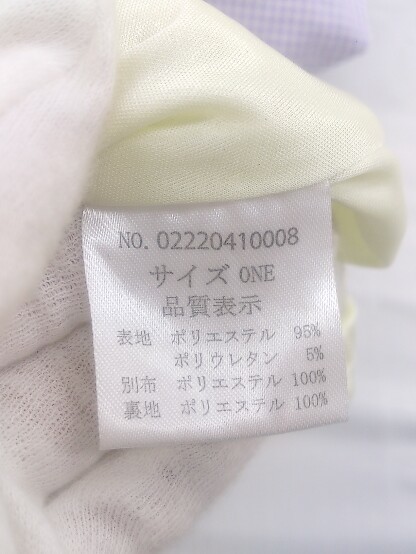 NO. 02220410008
サイズ ONE
品質表示
表地 ポリエステル 95%
ポリウレタン 5%
別布 ポリエステル 100%
裏地 ポリエステル 100%